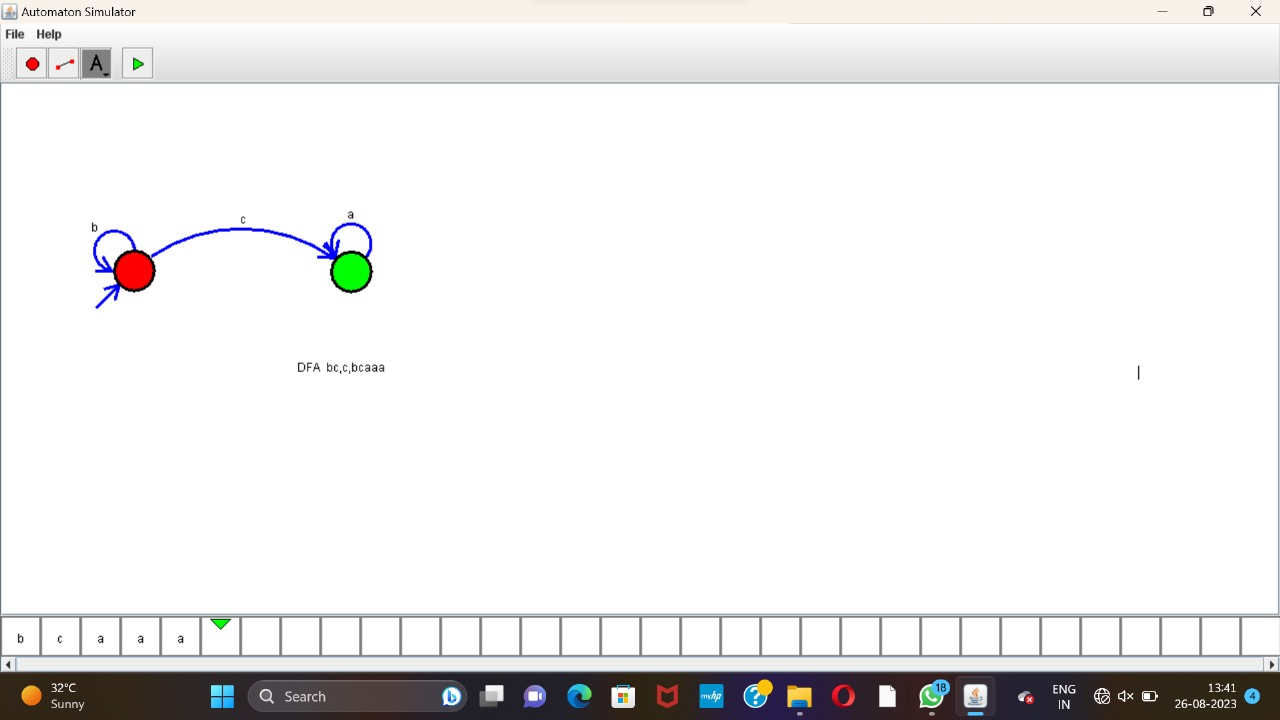 Automaton Simulator
File Help
A
b
c
a
DFA bc,c,bcaaa
b c a a a
32°C
Sunny
Search
myhp
?
18
ENG
IN
13:41
26-08-2023
4